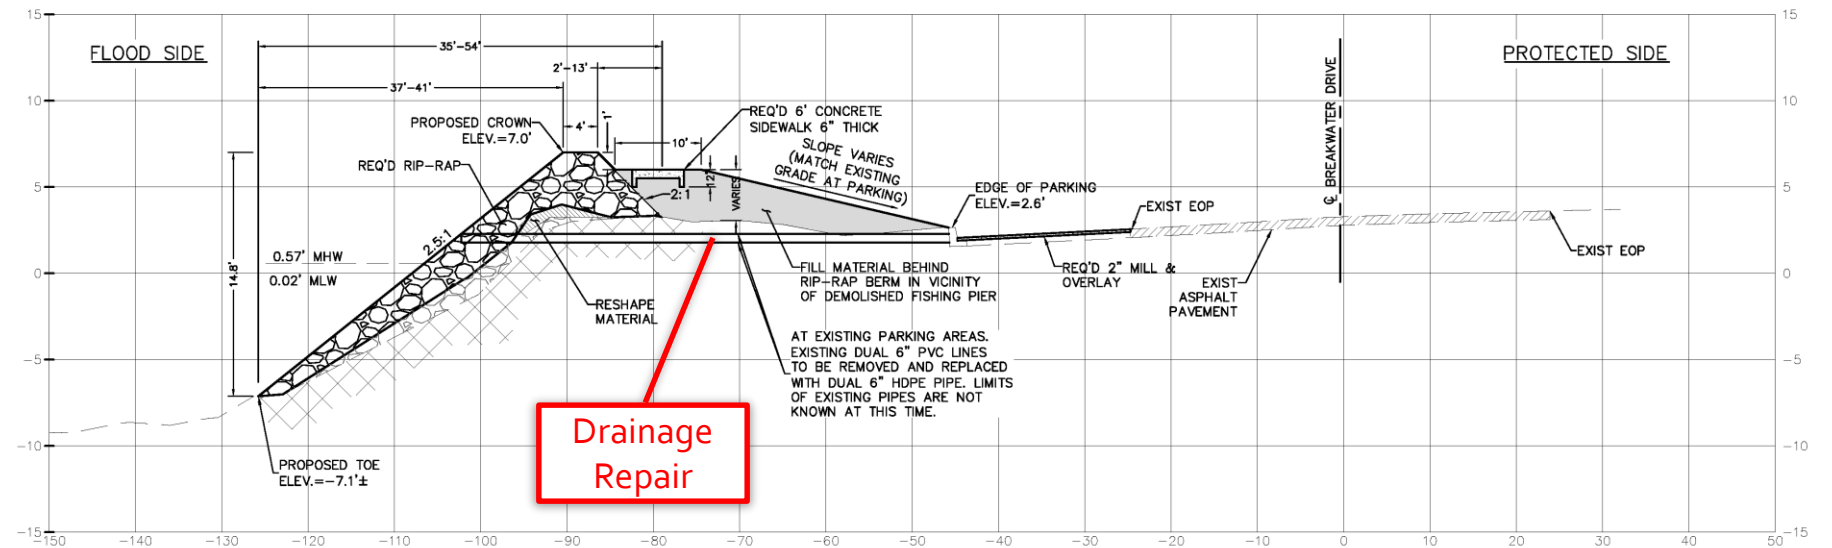 15
15
FLOOD SIDE
PROTECTED SIDE
35'-54'
2'-13'
37'-41'
10
10
PROPOSED CROWN
ELEV.=7.0'
4'
1'
10'
REQ'D 6' CONCRETE
SIDEWALK 6" THICK
SLOPE VARIES
(MATCH EXISTING
GRADE AT PARKING)
℄ BREAKWATER DRIVE
REQ'D RIP-RAP
12"
VARIES
2:1
5
5
EDGE OF PARKING
ELEV.=2.6'
EXIST EOP
2.5:1
0.57' MHW
0.02' MLW
14.8'
0
0
FILL MATERIAL BEHIND
RIP-RAP BERM IN VICINITY
OF DEMOLISHED FISHING PIER
REQ'D 2" MILL &
OVERLAY
EXIST
ASPHALT
PAVEMENT
EXIST EOP
RESHAPE
MATERIAL
AT EXISTING PARKING AREAS.
EXISTING DUAL 6" PVC LINES
TO BE REMOVED AND REPLACED
WITH DUAL 6" HDPE PIPE. LIMITS
OF EXISTING PIPES ARE NOT
KNOWN AT THIS TIME.
-5
-5
Drainage
Repair
-10
-10
PROPOSED TOE
ELEV.=-7.1'±
-15
-15
-150 -140 -130 -120 -110 -100 -90 -80 -70 -60 -50 -40 -30 -20 -10 0 10 20 30 40 50